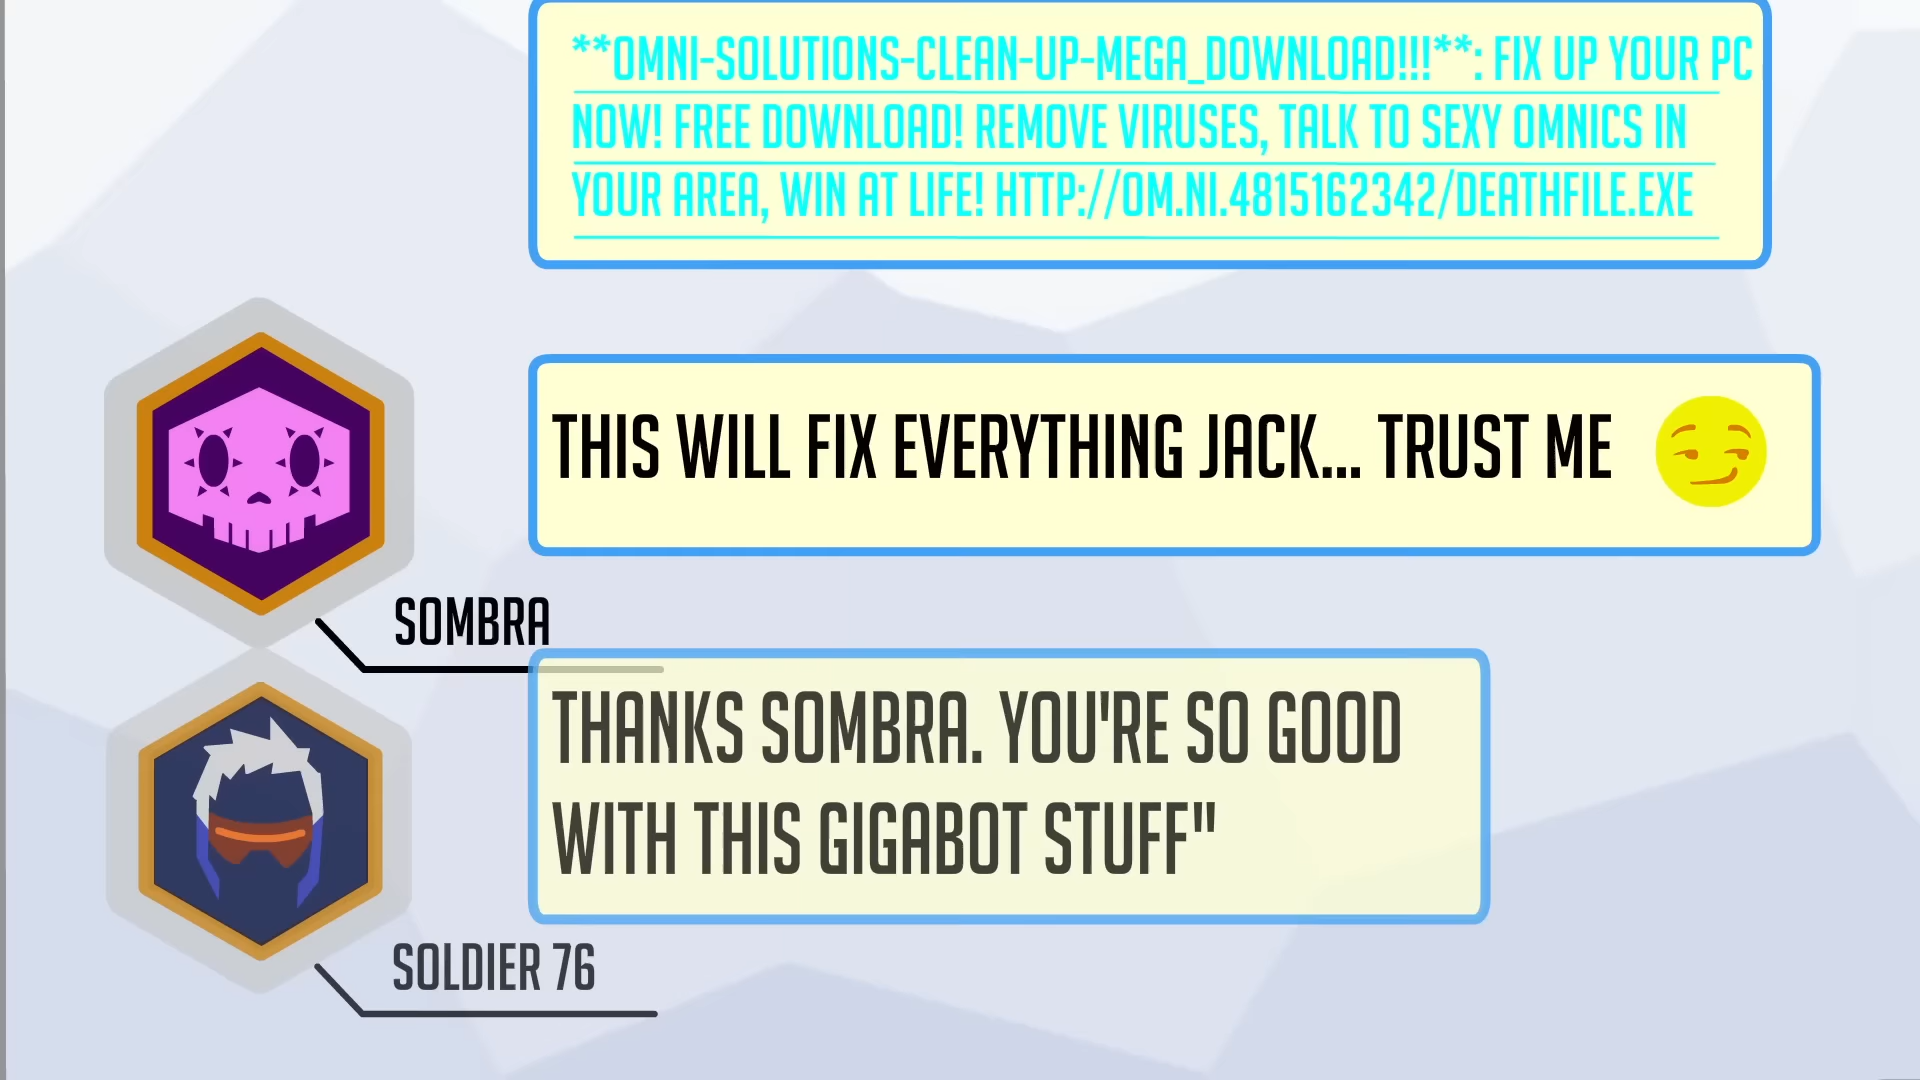 **OMNI-SOLUTIONS-CLEAN-UP-MEGA_DOWNLOAD!!!**: FIX UP YOUR PC
NOW! FREE DOWNLOAD! REMOVE VIRUSES, TALK TO SEXY OMNICS IN
YOUR AREA, WIN AT LIFE! HTTP://OM.NI.4815162342/DEATHFILE.EXE
THIS WILL FIX EVERYTHING JACK... TRUST ME
SOMBRA
THANKS SOMBRA. YOU'RE SO GOOD
WITH THIS GIGABOT STUFF"
SOLDIER 76